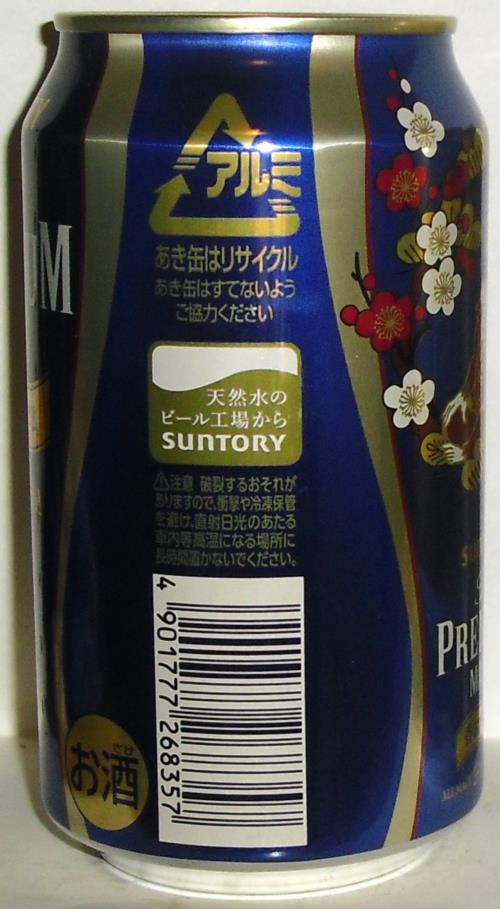 アルミ
あき缶はリサイクル
あき缶はすてないよう
ご協力ください
天然水の
ビール工場から
SUNTORY
⚠注意 破裂するおそれが
ありますので、衝撃や冷凍保管
を避け、直射日光のあたる
車内等高温になる場所に
長時間置かないでください。
4 901777 268357
さけ
お酒
UM
PRE